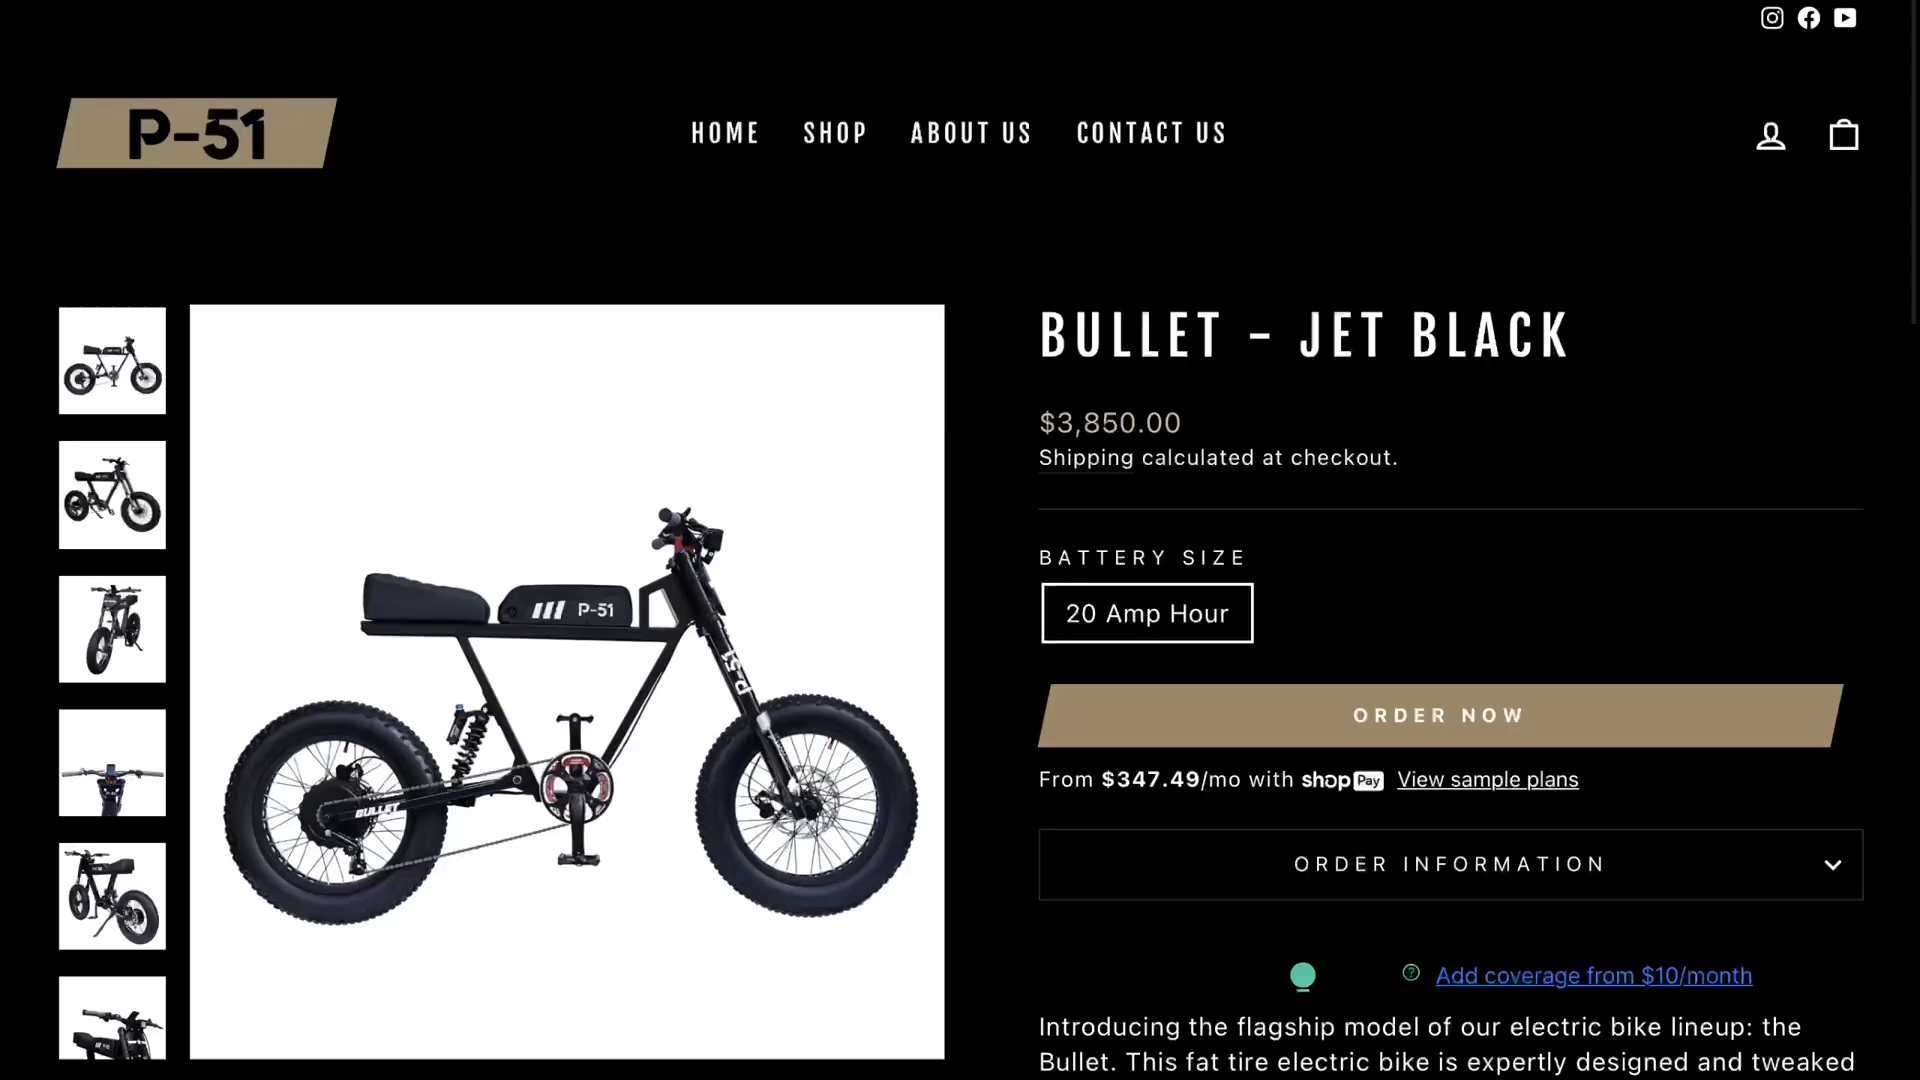 P-51
HOME SHOP ABOUT US CONTACT US
P-51
P-51
BULLET
BULLET - JET BLACK
$3,850.00
Shipping calculated at checkout.
BATTERY SIZE
20 Amp Hour
ORDER NOW
From $347.49/mo with shop Pay View sample plans
ORDER INFORMATION
? Add coverage from $10/month
Introducing the flagship model of our electric bike lineup: the
Bullet. This fat tire electric bike is expertly designed and tweaked